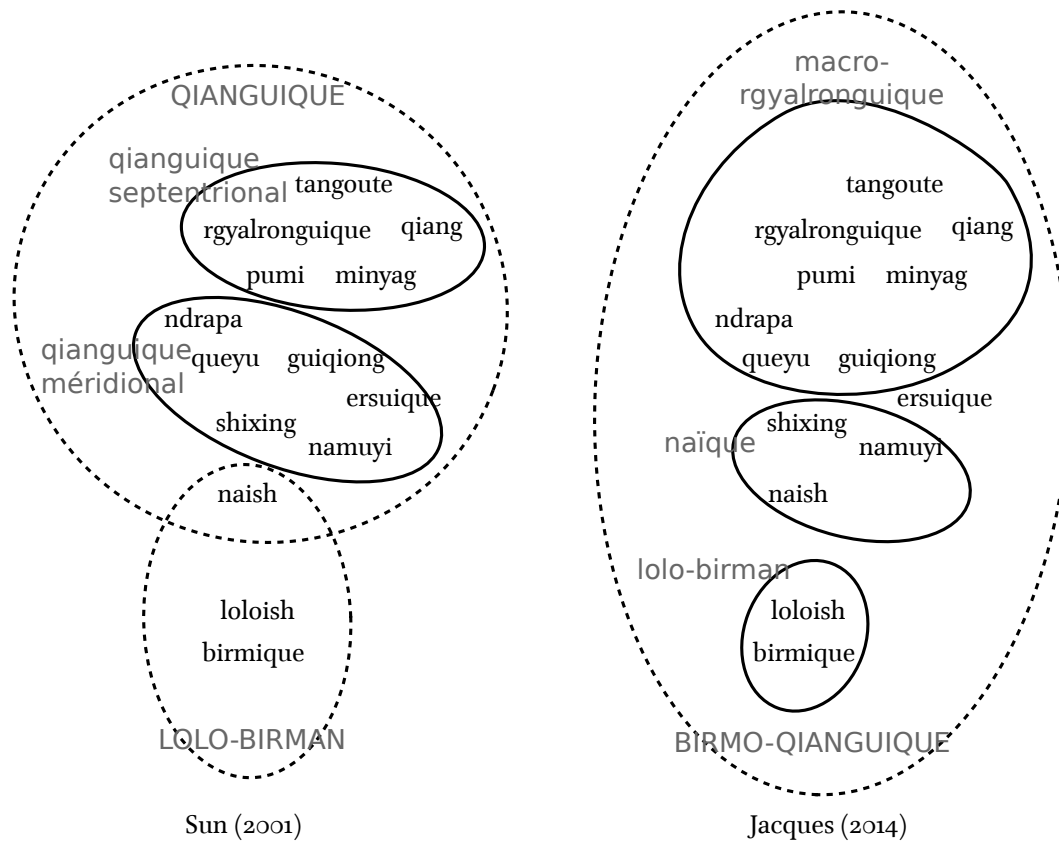 QIANGUIQUE
qianguique
septentrional
tangoute
rgyalronguique qiang
pumi minyag
ndrapa
qianguique
méridional
queyu guiqiong
ersuique
shixing
namuyi
naish
loloish
birmique
LOLO-BIRMAN
Sun (2001)
macro-
rgyalronguique
tangoute
rgyalronguique qiang
pumi minyag
ndrapa
queyu guiqiong
ersuique
shixing
naïque
namuyi
naish
lolo-birman
loloish
birmique
BIRMO-QIANGUIQUE
Jacques (2014)